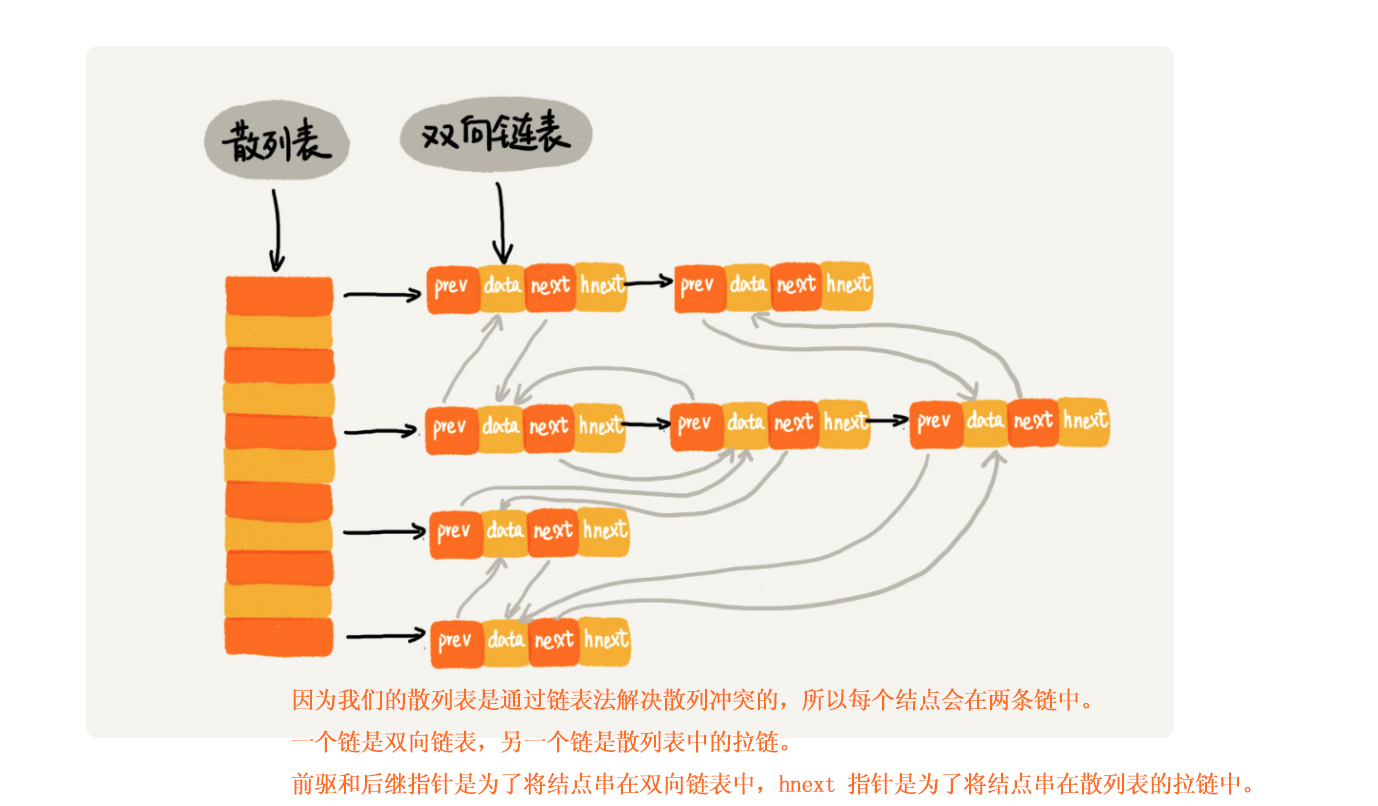 散列表
双向链表
prev data next hnext
prev data next hnext
prev data next hnext
prev data next hnext
prev data next hnext
prev data next hnext
prev data next hnext
因为我们的散列表是通过链表法解决散列冲突的，所以每个结点会在两条链中。
一个链是双向链表，另一个链是散列表中的拉链。
前驱和后继指针是为了将结点串在双向链表中，hnext 指针是为了将结点串在散列表的拉链中。